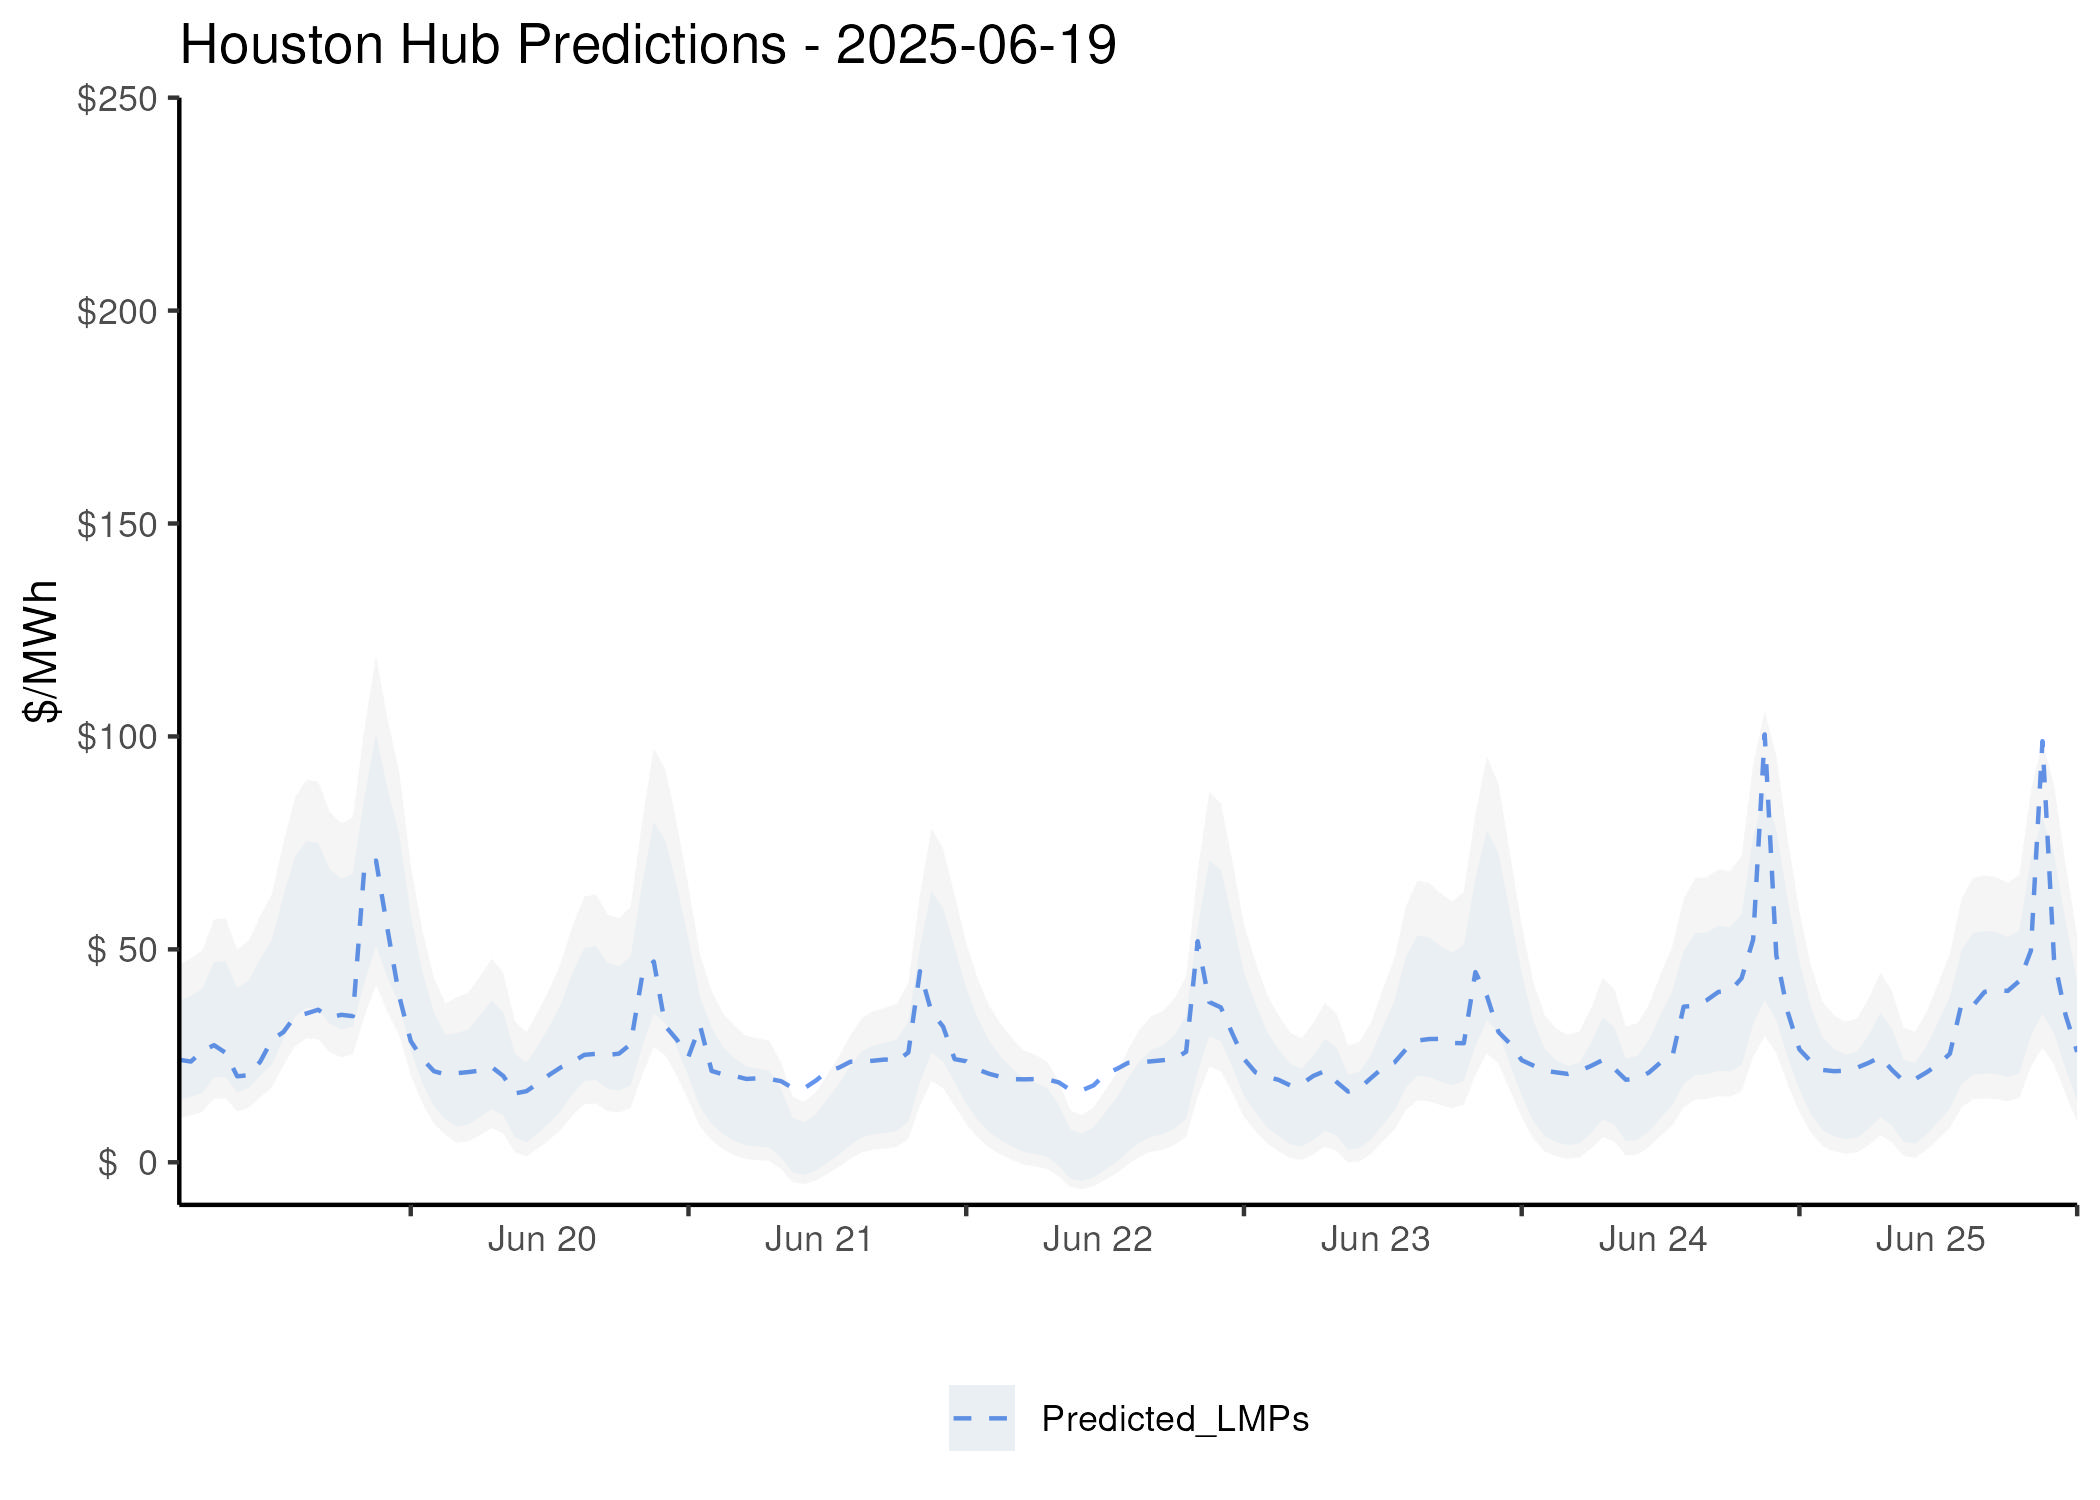 Houston Hub Predictions - 2025-06-19
$250
$200
$150
$100
$ 50
$  0
$/MWh
Jun 20
Jun 21
Jun 22
Jun 23
Jun 24
Jun 25
Predicted_LMPs